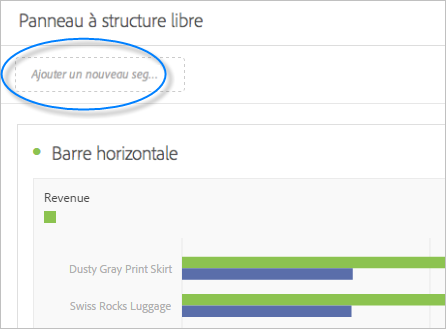 Panneau à structure libre
Ajouter un nouveau seg...
Barre horizontale
Revenue
Dusty Gray Print Skirt
Swiss Rocks Luggage